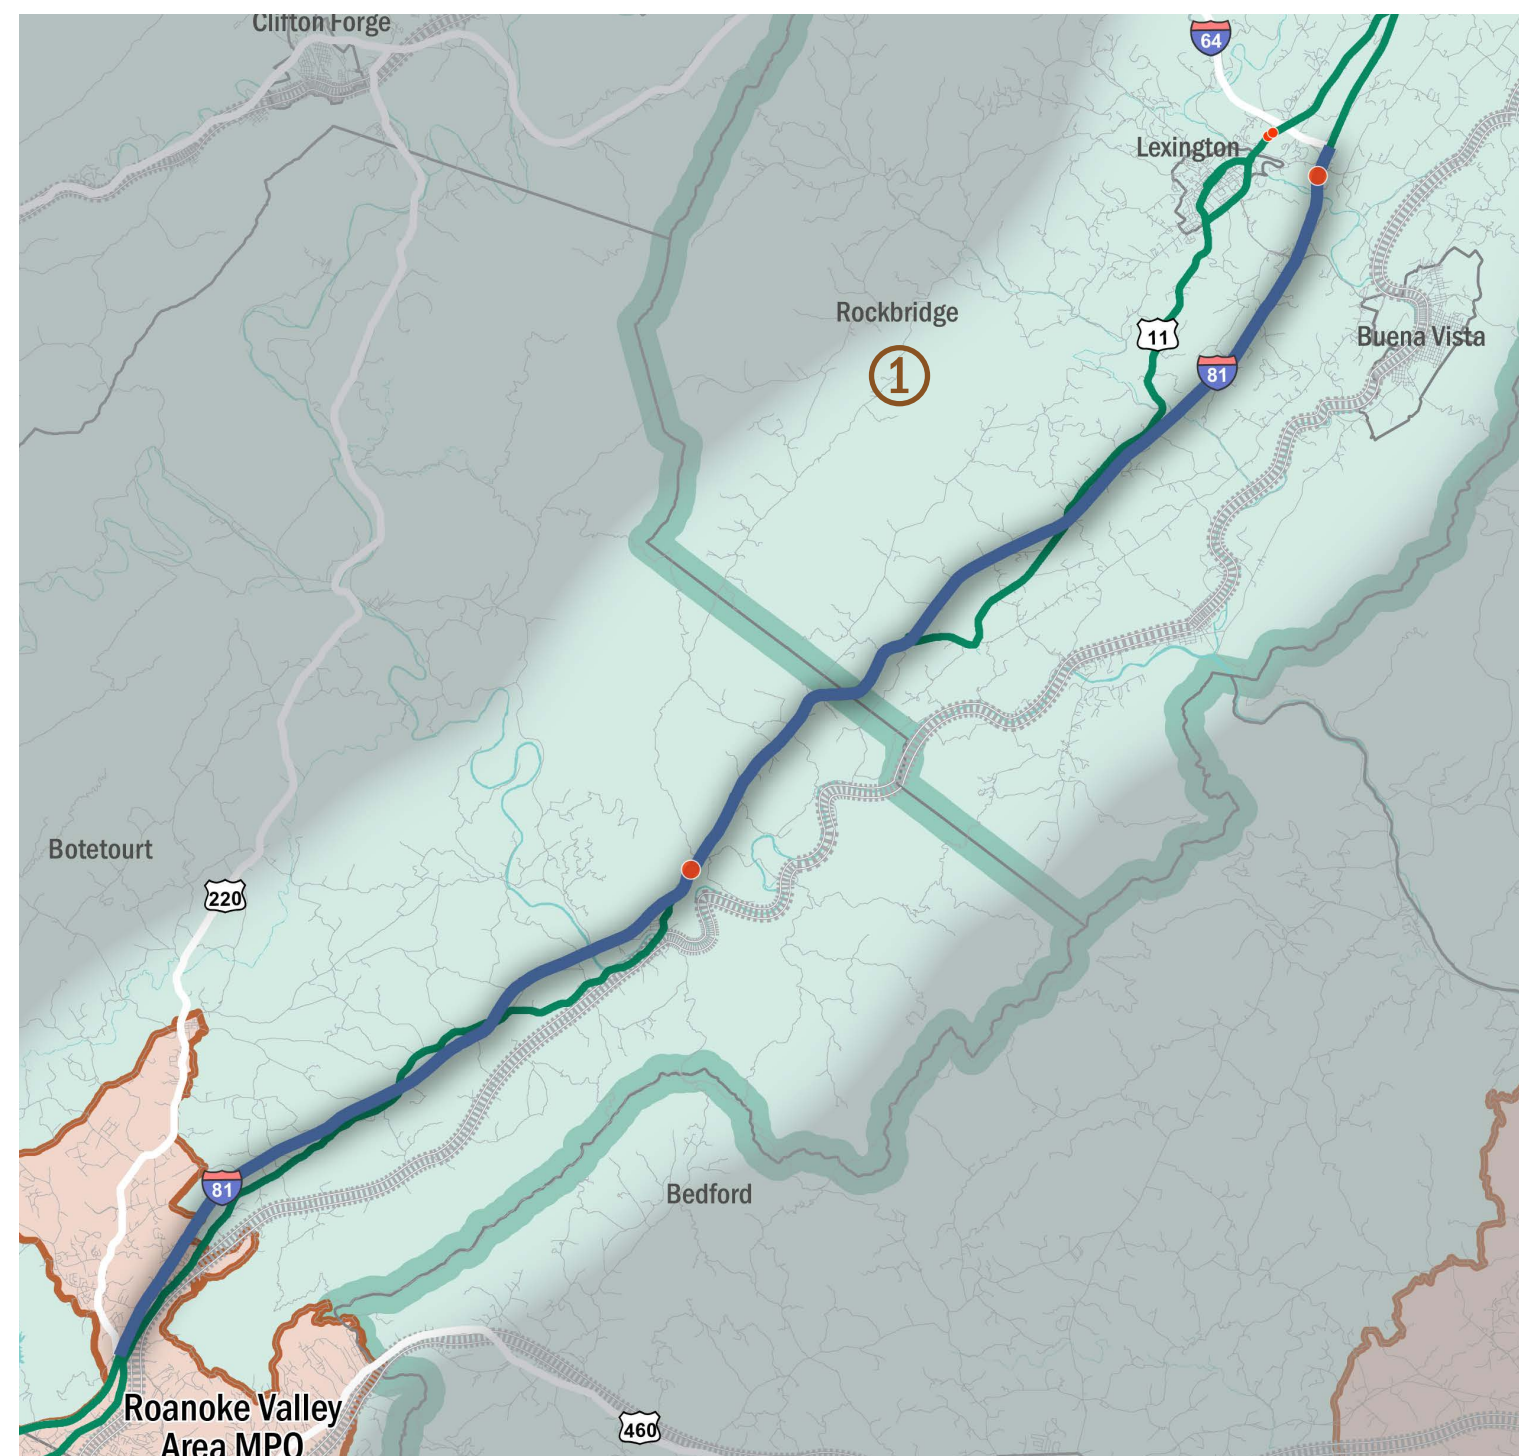 Clifton Forge
64
Lexington
Rockbridge
11
Buena Vista
1
81
Botetourt
220
81
Bedford
Roanoke Valley
Area MPO
460